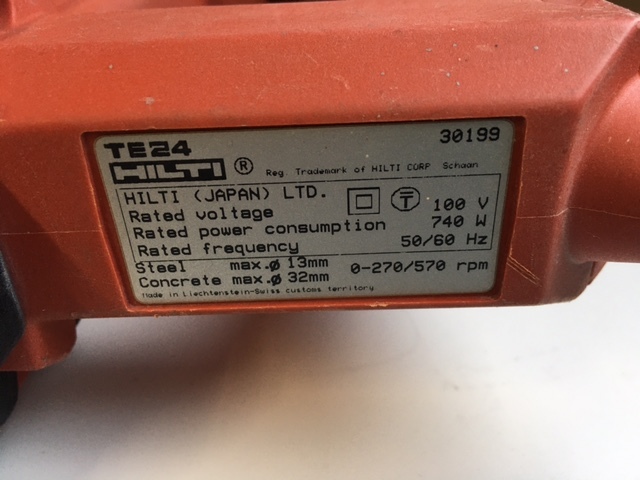 TE24 30199
HILTI ® Reg. Trademark of HILTI CORP Schaan
HILTI (JAPAN) LTD.
Rated voltage 100 V
Rated power consumption 740 W
Rated frequency 50/60 Hz
Steel max.ø 13mm
Concrete max.ø 32mm 0-270/570 rpm
Made in Liechtenstein-Swiss customs territory